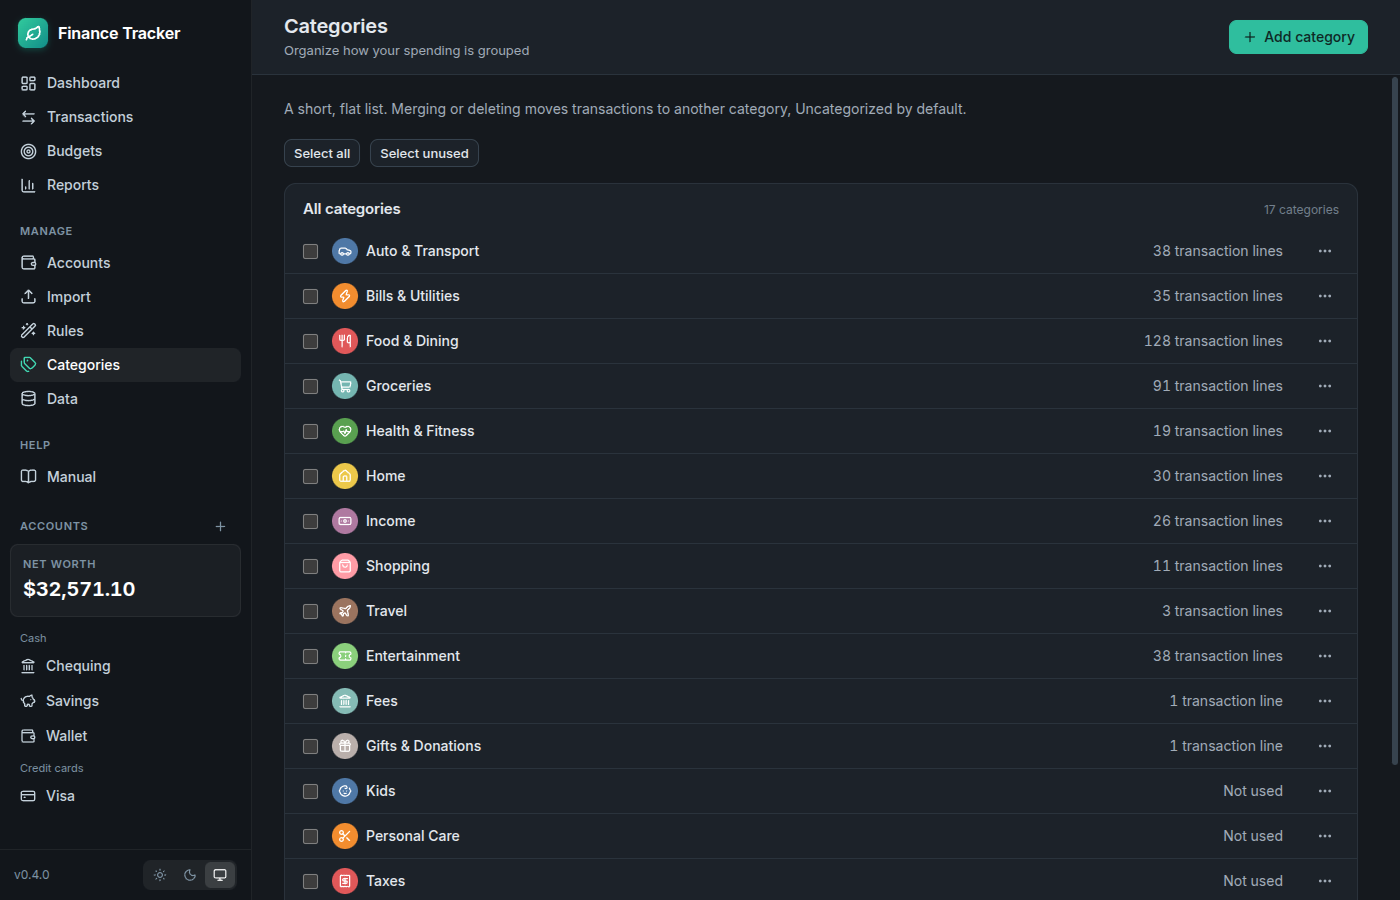 Finance Tracker
Dashboard
Transactions
Budgets
Reports
MANAGE
Accounts
Import
Rules
Categories
Data
HELP
Manual
ACCOUNTS
NET WORTH
$32,571.10
Cash
Chequing
Savings
Wallet
Credit cards
Visa
v0.4.0
Categories
Organize how your spending is grouped
Add category
A short, flat list. Merging or deleting moves transactions to another category, Uncategorized by default.
Select all
Select unused
All categories
17 categories
Auto & Transport
38 transaction lines
Bills & Utilities
35 transaction lines
Food & Dining
128 transaction lines
Groceries
91 transaction lines
Health & Fitness
19 transaction lines
Home
30 transaction lines
Income
26 transaction lines
Shopping
11 transaction lines
Travel
3 transaction lines
Entertainment
38 transaction lines
Fees
1 transaction line
Gifts & Donations
1 transaction line
Kids
Not used
Personal Care
Not used
Taxes
Not used